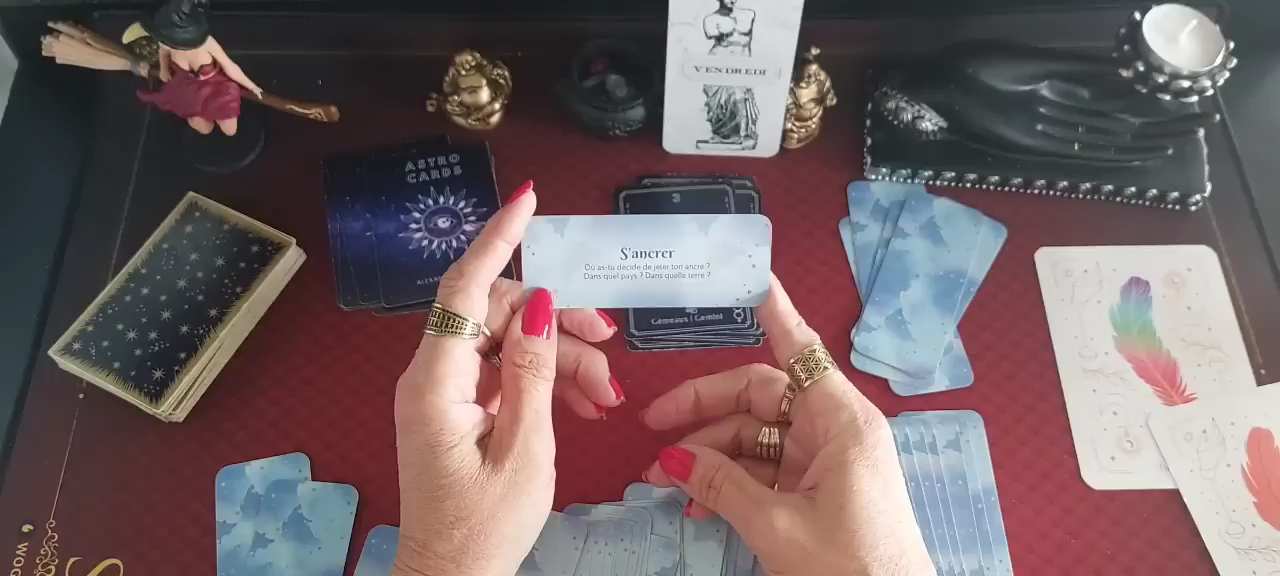 VENDREDI
ASTRO
CARDS
3
S'ancrer
Où as-tu décidé de jeter ton ancre ?
Dans quel pays ? Dans quelle terre ?
Gémeaux | Gemini